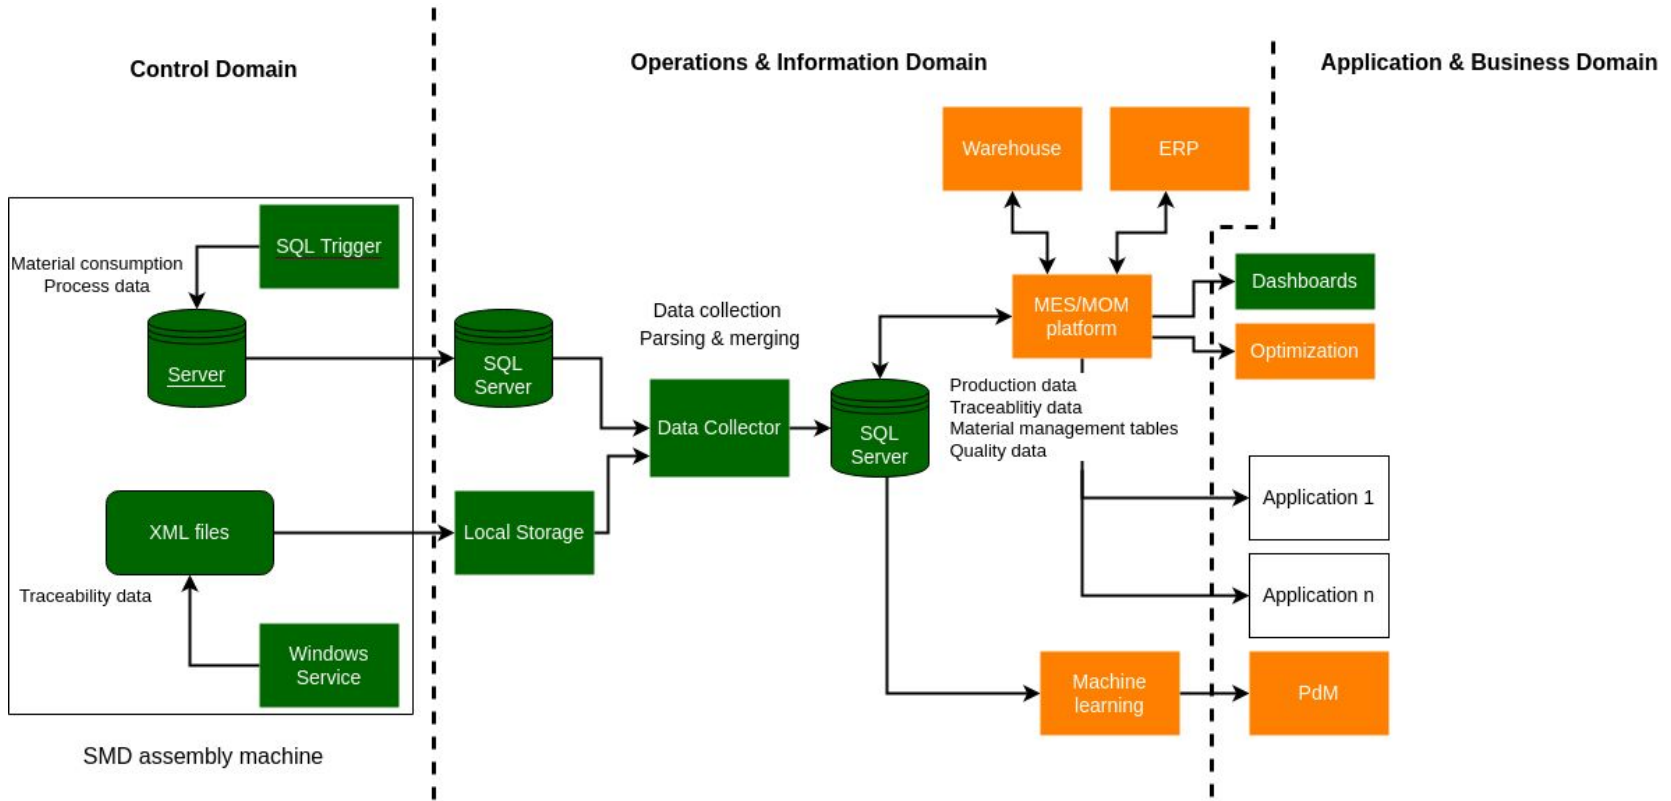 Control Domain
Operations & Information Domain
Application & Business Domain
Warehouse
ERP
SQL Trigger
Material consumption
Process data
Server
SQL
Server
Data collection
Parsing & merging
Data Collector
MES/MOM
platform
Dashboards
Optimization
SQL
Server
Production data
Traceablitiy data
Material management tables
Quality data
XML files
Local Storage
Traceability data
Windows
Service
Application 1
Application n
Machine
learning
PdM
SMD assembly machine